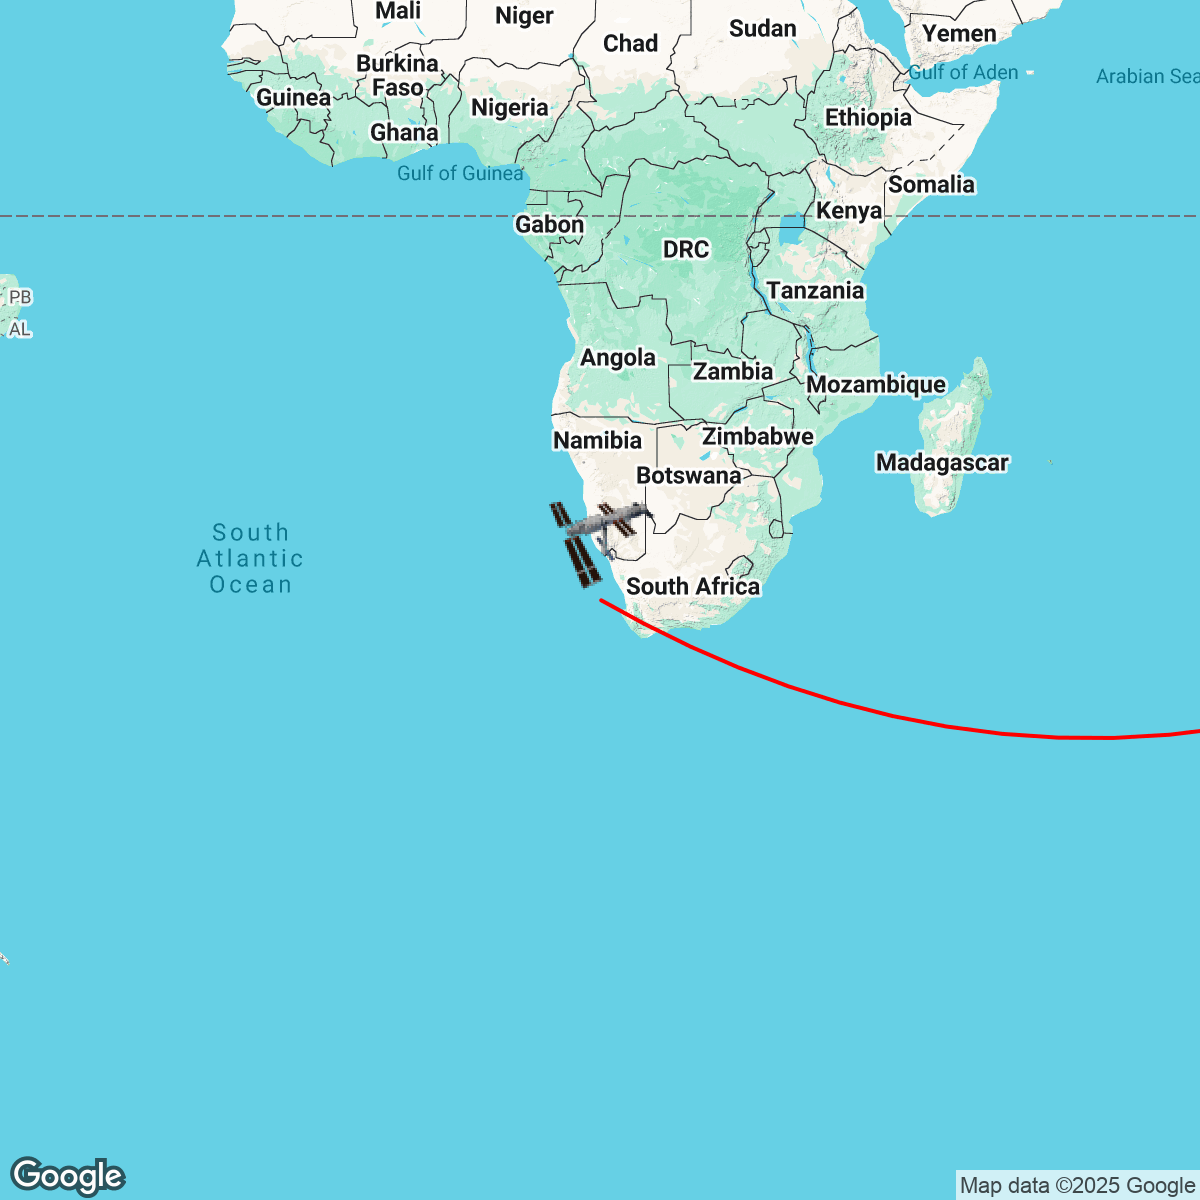 Mali
Niger
Chad
Sudan
Yemen
Gulf of Aden
Arabian Sea
Burkina
Faso
Guinea
Nigeria
Ethiopia
Ghana
Gulf of Guinea
Somalia
Kenya
Gabon
DRC
Tanzania
PB
AL
Angola
Zambia
Mozambique
Namibia
Zimbabwe
Madagascar
Botswana
South
Atlantic
Ocean
South Africa
Google
Map data ©2025 Google